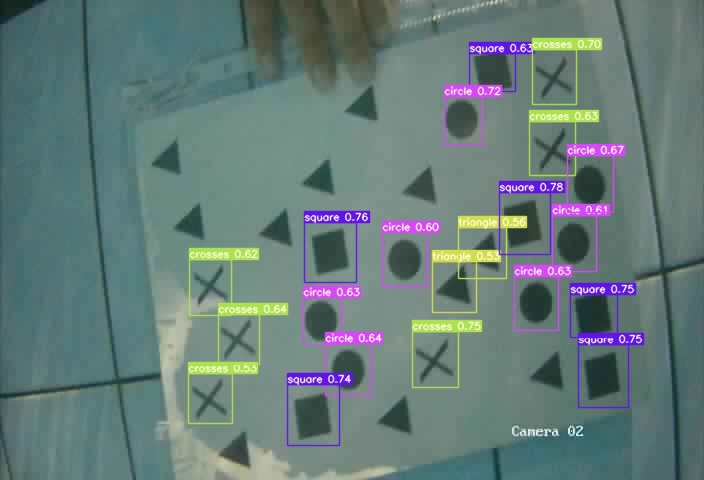 square 0.63
crosses 0.70
circle 0.72
crosses 0.63
circle 0.67
square 0.78
square 0.76
circle 0.61
triangle 0.56
circle 0.60
crosses 0.62
triangle 0.53
circle 0.63
square 0.75
circle 0.63
crosses 0.64
crosses 0.75
circle 0.64
square 0.75
crosses 0.53
square 0.74
Camera 02